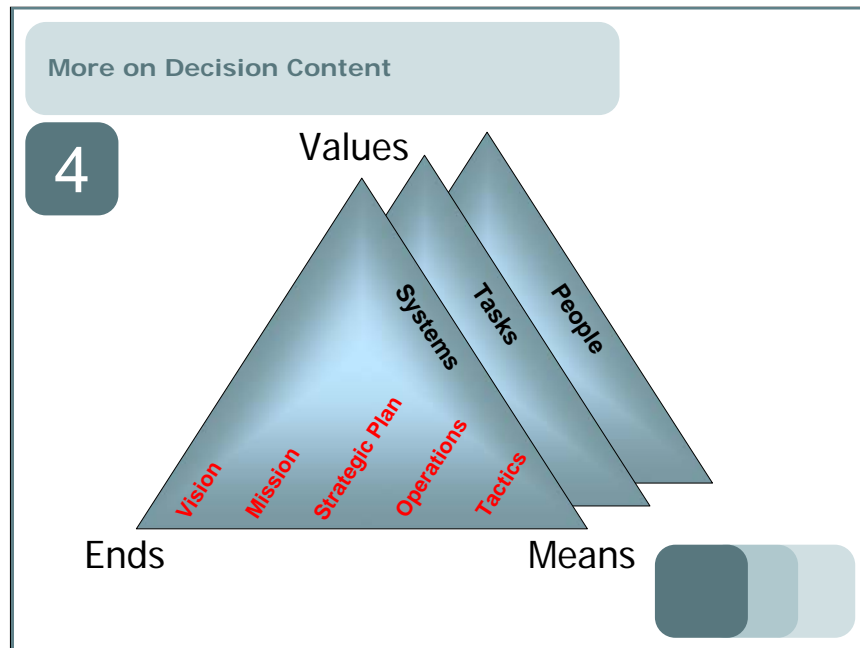 More on Decision Content
4
Values
Systems
Tasks
People
Vision
Mission
Strategic Plan
Operations
Tactics
Ends
Means